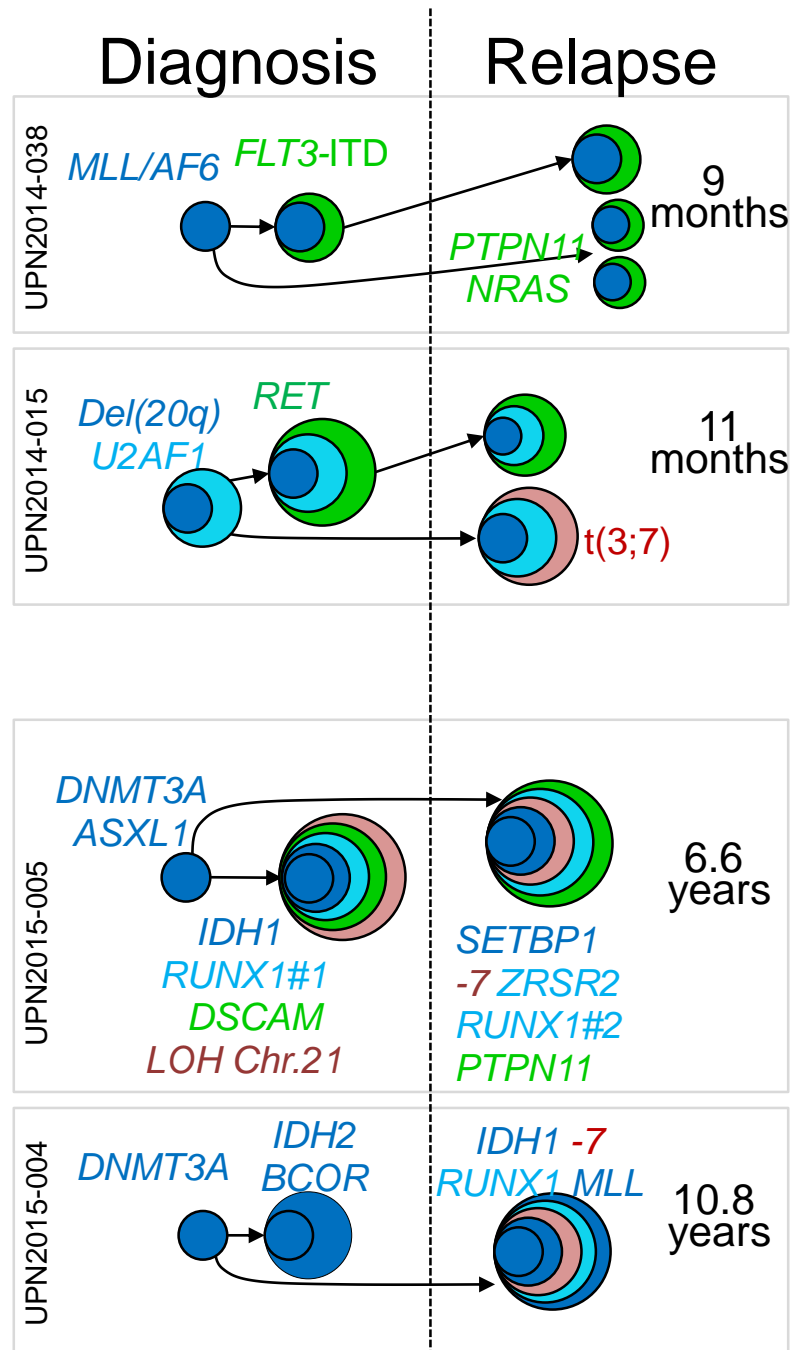 Diagnosis Relapse
UPN2014-038
MLL/AF6 FLT3-ITD
9
months
PTPN11
NRAS
UPN2014-015
Del(20q) RET
U2AF1
11
months
t(3;7)
UPN2015-005
DNMT3A
ASXL1
6.6
years
IDH1
RUNX1#1
DSCAM
LOH Chr.21
SETBP1
-7 ZRSR2
RUNX1#2
PTPN11
UPN2015-004
DNMT3A
IDH2
BCOR
IDH1 -7
RUNX1 MLL
10.8
years